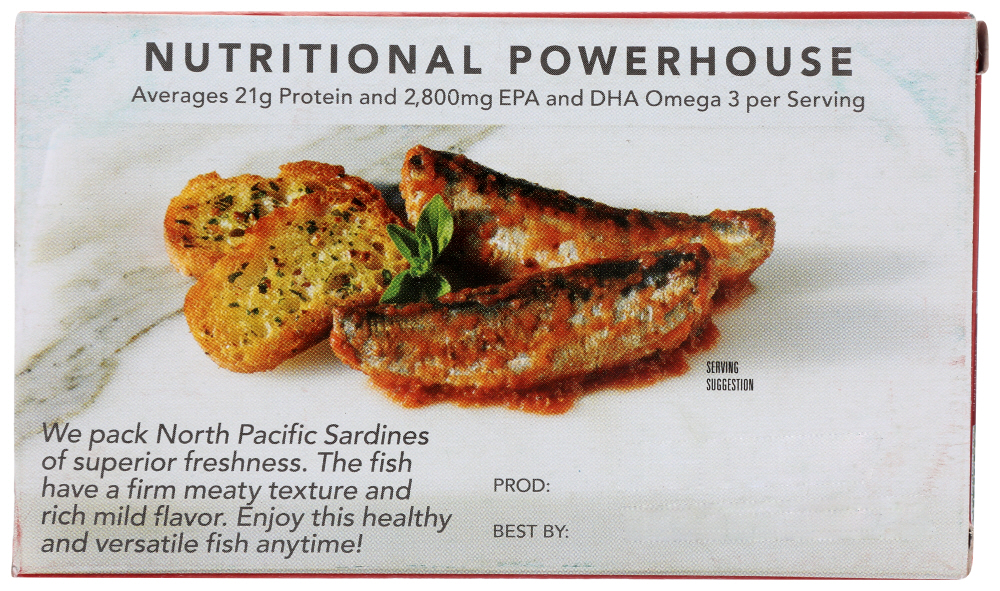 NUTRITIONAL POWERHOUSE
Averages 21g Protein and 2,800mg EPA and DHA Omega 3 per Serving
SERVING
SUGGESTION
We pack North Pacific Sardines
of superior freshness. The fish
have a firm meaty texture and
rich mild flavor. Enjoy this healthy
and versatile fish anytime!
PROD:
BEST BY: